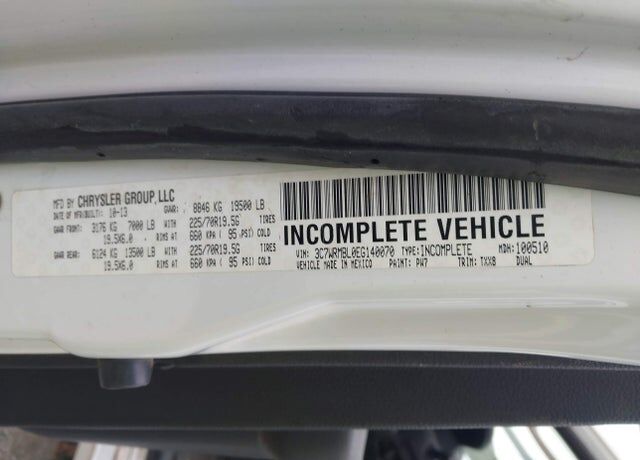 MFD BY CHRYSLER GROUP, LLC
DATE OF MFR(BUILT): 10-13 GVWR: 8846 KG 19500 LB
GAWR FRONT: 3176 KG 7000 LB WITH 225/70R19.5G TIRES
19.5X6.0 RIMS AT 660 KPA ( 95 PSI) COLD
GAWR REAR: 6124 KG 13500 LB WITH 225/70R19.5G TIRES
19.5X6.0 RIMS AT 660 KPA ( 95 PSI) COLD
INCOMPLETE VEHICLE
VIN: 3C7WRMBL0EG140070 TYPE: INCOMPLETE MDH: 100510
VEHICLE MADE IN MEXICO PAINT: PW7 TRIM: TXX8 DUAL